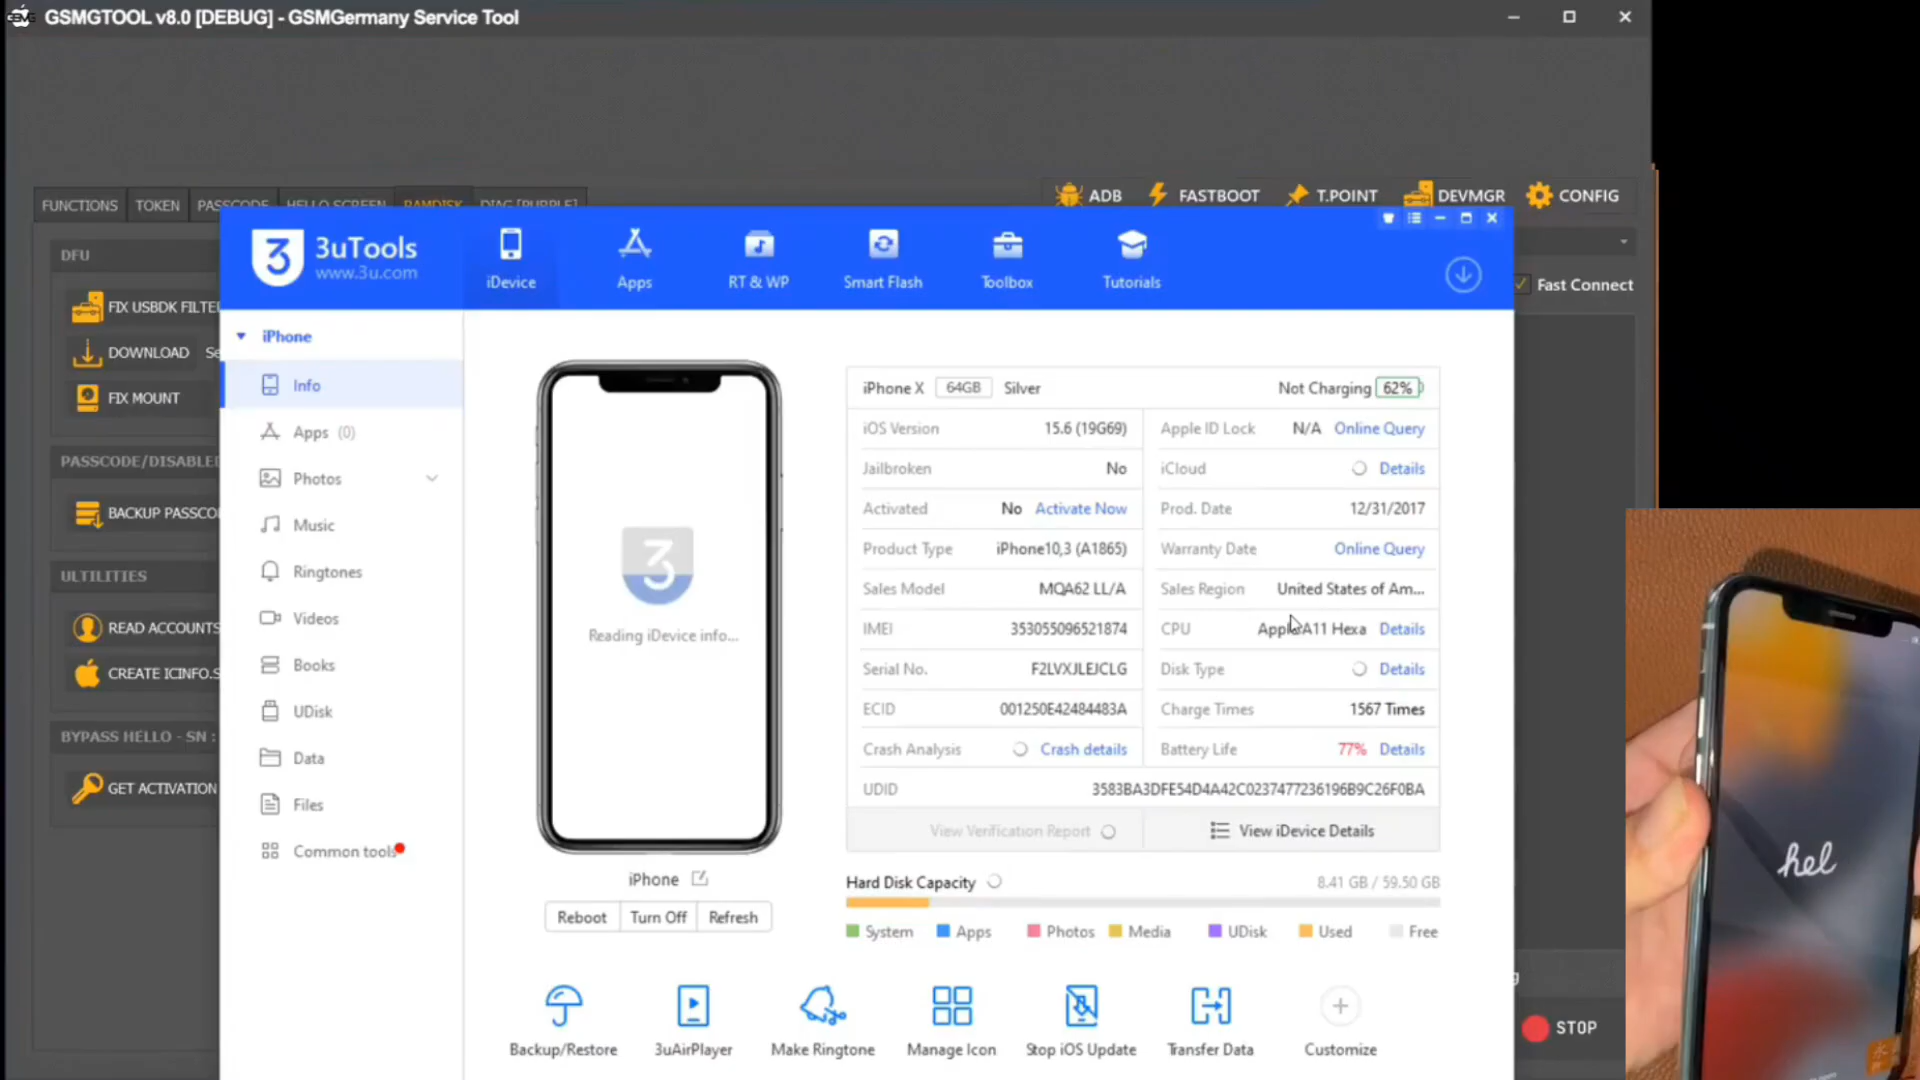 GSMGTOOL v8.0 [DEBUG] - GSMGermany Service Tool
FUNCTIONS TOKEN PASSCODE HELLO SCREEN RAMDISK DIAG [PURPLE]
ADB FASTBOOT T.POINT DEVMGR CONFIG
Fast Connect
DFU
FIX USBDK FILTE
DOWNLOAD Se
FIX MOUNT
PASSCODE/DISABLE
BACKUP PASSCO
ULTILITIES
READ ACCOUNTS
CREATE ICINFO.S
BYPASS HELLO - SN :
GET ACTIVATION
STOP
3uTools
www.3u.com
iDevice Apps RT & WP Smart Flash Toolbox Tutorials
iPhone
Info
Apps (0)
Photos
Music
Ringtones
Videos
Books
UDisk
Data
Files
Common tools
3
Reading iDevice info...
iPhone
Reboot Turn Off Refresh
iPhone X 64GB Silver Not Charging 62%
iOS Version 15.6 (19G69) Apple ID Lock N/A Online Query
Jailbroken No iCloud Details
Activated No Activate Now Prod. Date 12/31/2017
Product Type iPhone10,3 (A1865) Warranty Date Online Query
Sales Model MQA62 LL/A Sales Region United States of Am...
IMEI 353055096521874 CPU Apple A11 Hexa Details
Serial No. F2LVXJLEJCLG Disk Type Details
ECID 001250E42484483A Charge Times 1567 Times
Crash Analysis Crash details Battery Life 77% Details
UDID 3583BA3DFE54D4A42C0237477236196B9C26F0BA
View Verification Report View iDevice Details
Hard Disk Capacity 8.41 GB / 59.50 GB
System Apps Photos Media UDisk Used Free
Backup/Restore 3uAirPlayer Make Ringtone Manage Icon Stop iOS Update Transfer Data Customize
hel